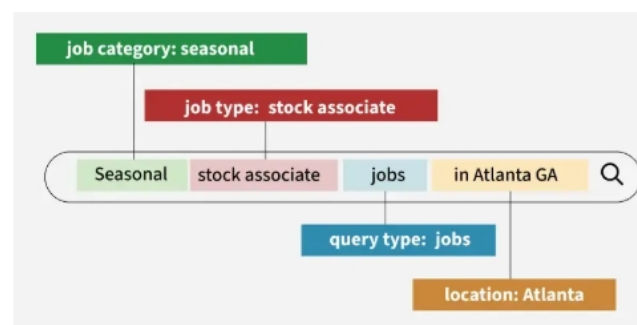 job category: seasonal
job type: stock associate
Seasonal stock associate jobs in Atlanta GA
query type: jobs
location: Atlanta